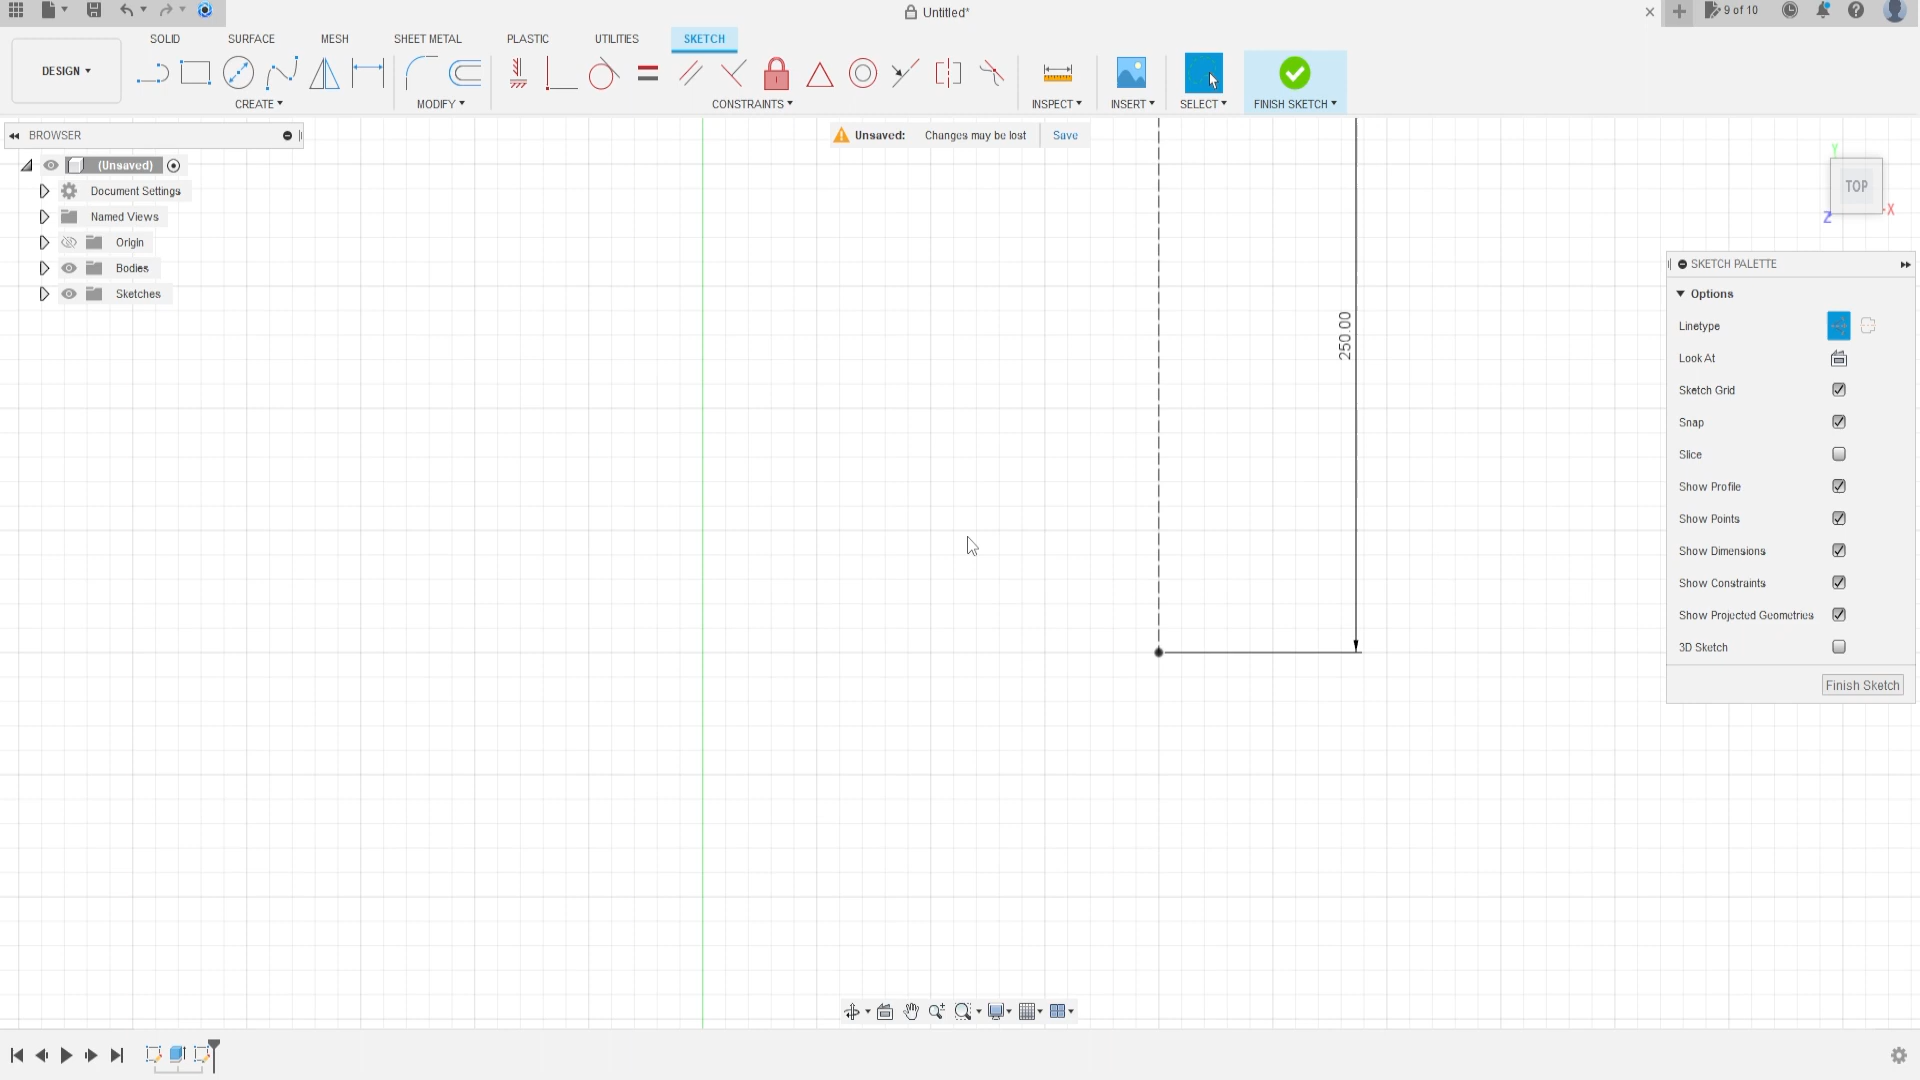 Untitled*
9 of 10
SOLID SURFACE MESH SHEET METAL PLASTIC UTILITIES SKETCH
DESIGN
CREATE MODIFY CONSTRAINTS INSPECT INSERT SELECT FINISH SKETCH
BROWSER
Unsaved: Changes may be lost Save
(Unsaved)
Document Settings
Named Views
Origin
Bodies
Sketches
250.00
Y
TOP
X
Z
SKETCH PALETTE
Options
Linetype
Look At
Sketch Grid
Snap
Slice
Show Profile
Show Points
Show Dimensions
Show Constraints
Show Projected Geometries
3D Sketch
Finish Sketch